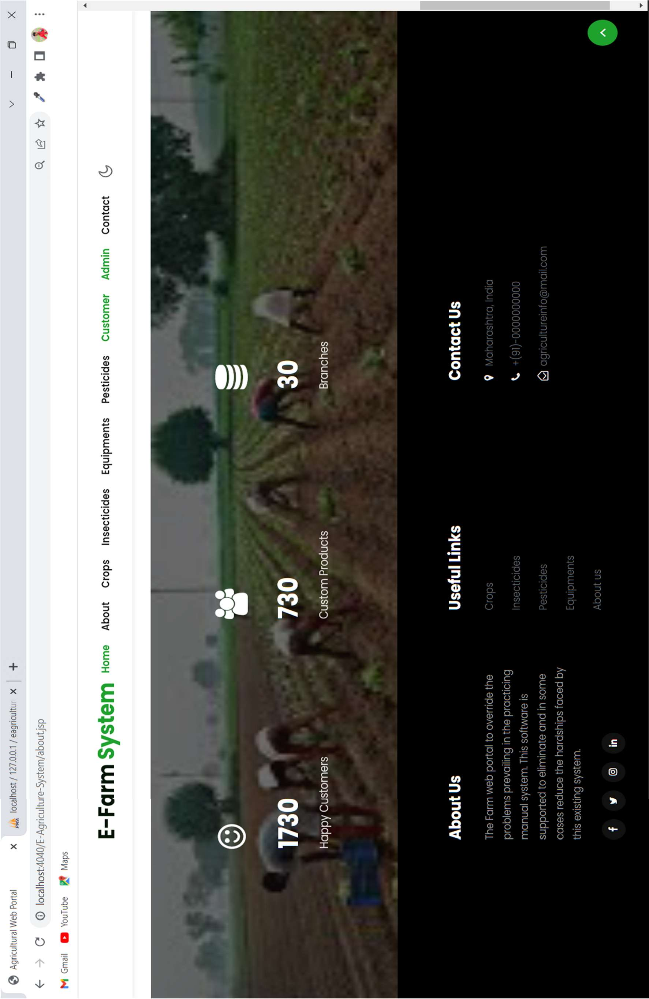 Agricultural Web Portal
PMA localhost / 127.0.0.1 / eagricultur
localhost:4040/E-Agriculture-System/about.jsp
Gmail YouTube Maps
E-Farm System Home About Crops Insecticides Equipments Pesticides Customer Admin Contact
1730 730 30
Happy Customers Custom Products Branches
About Us
The Farm web portal to override the
problems prevailing in the practicing
manual system. This software is
supported to eliminate and in some
cases reduce the hardships faced by
this existing system.
Useful Links
Crops
Insecticides
Pesticides
Equipments
About us
Contact Us
Maharashtra, India
+(91)-0000000000
agricultureinfo@mail.com